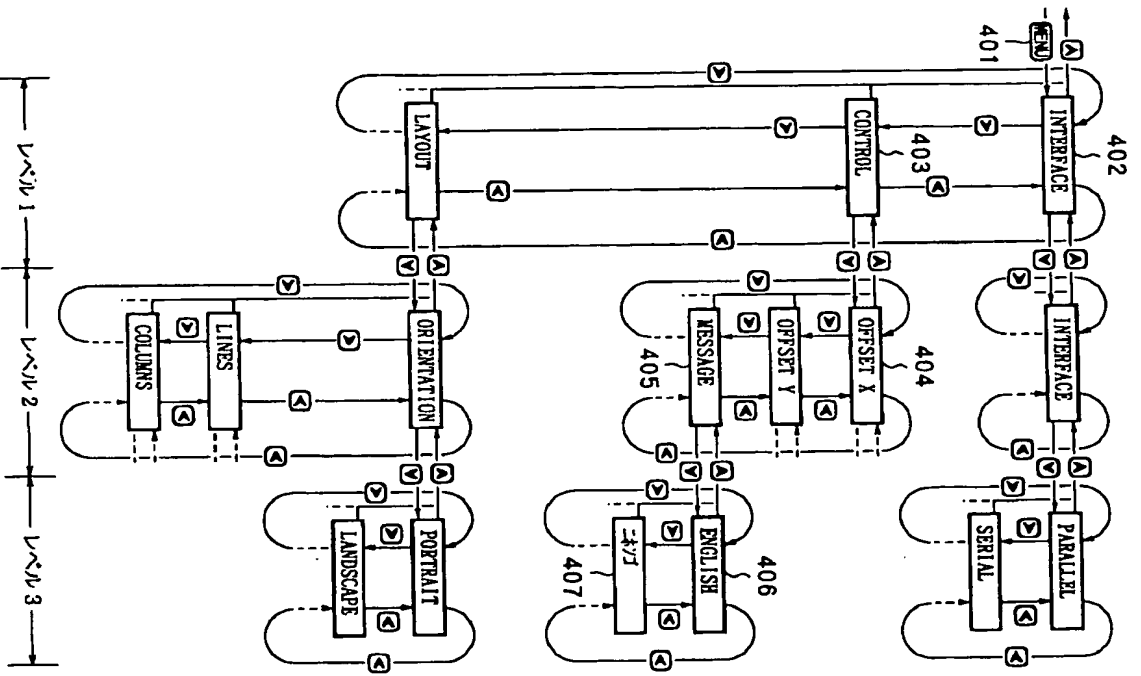 402
MENU
401
INTERFACE
INTERFACE
PARALLEL
SERIAL
403
CONTROL
404
OFFSET X
OFFSET Y
MESSAGE
405
406
ENGLISH
ニホンゴ
407
LAYOUT
ORIENTATION
LINES
COLUMNS
PORTRAIT
LANDSCAPE
レベル1
レベル2
レベル3